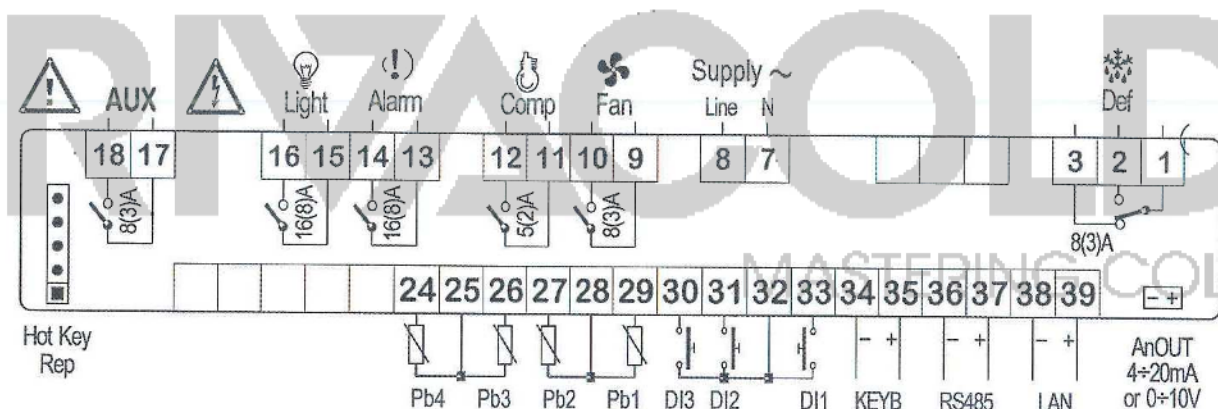 RIVACOLD
MASTERING COLD
AUX
Light
Alarm
Comp
Fan
Supply ~
Line
N
Def
18 17
16 15 14 13
12 11 10 9
8 7
3 2 1
8(3)A
16(8)A
16(8)A
5(2)A
8(3)A
8(3)A
24 25 26 27 28 29 30 31 32 33 34 35 36 37 38 39
- +
- +
- +
- +
Hot Key
Rep
Pb4
Pb3
Pb2
Pb1
DI3
DI2
DI1
KEYB
RS485
LAN
AnOUT
4÷20mA
or 0÷10V